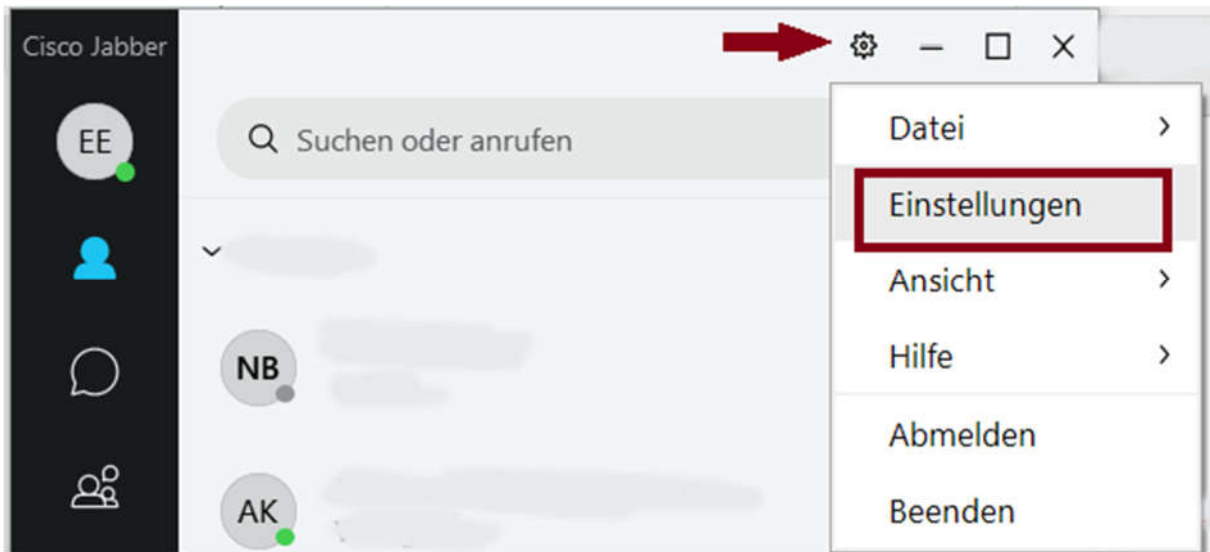 Cisco Jabber
EE
Suchen oder anrufen
NB
AK
Datei
Einstellungen
Ansicht
Hilfe
Abmelden
Beenden